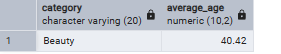 category average_age
character varying (20) numeric (10,2)
1 Beauty 40.42